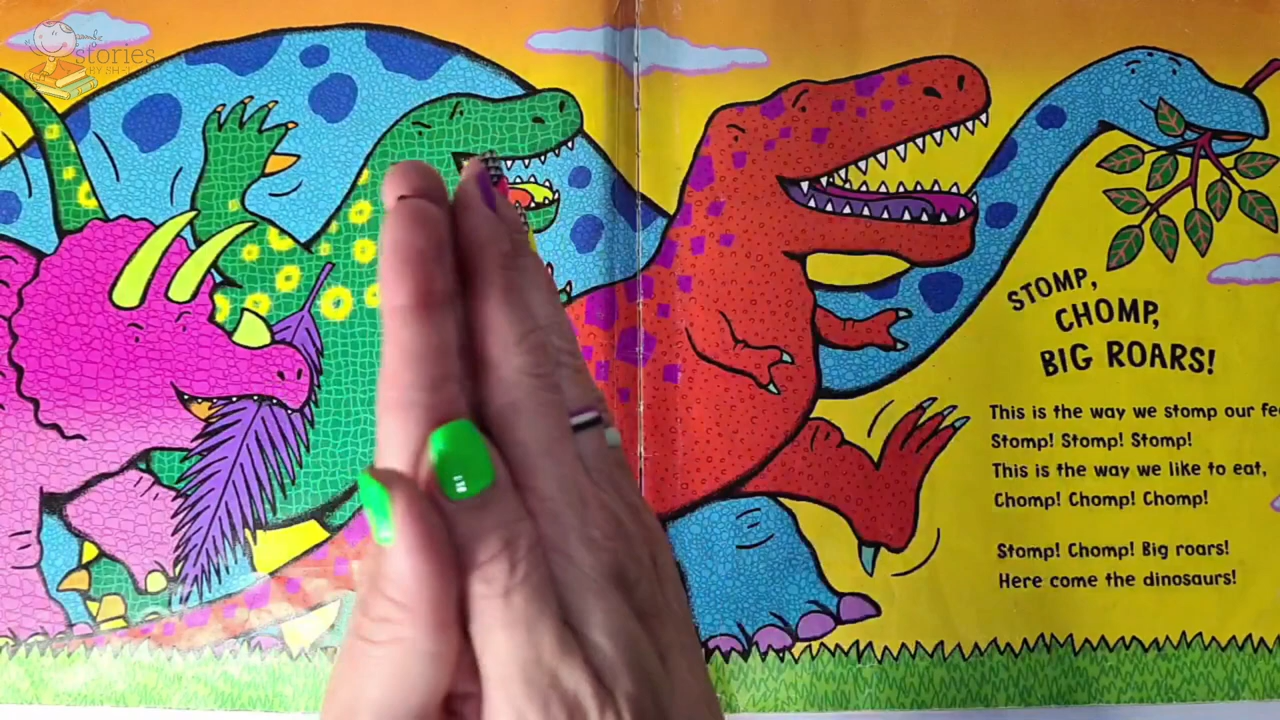 stories
STOMP,
CHOMP,
BIG ROARS!
This is the way we stomp our fee
Stomp! Stomp! Stomp!
This is the way we like to eat,
Chomp! Chomp! Chomp!
Stomp! Chomp! Big roars!
Here come the dinosaurs!